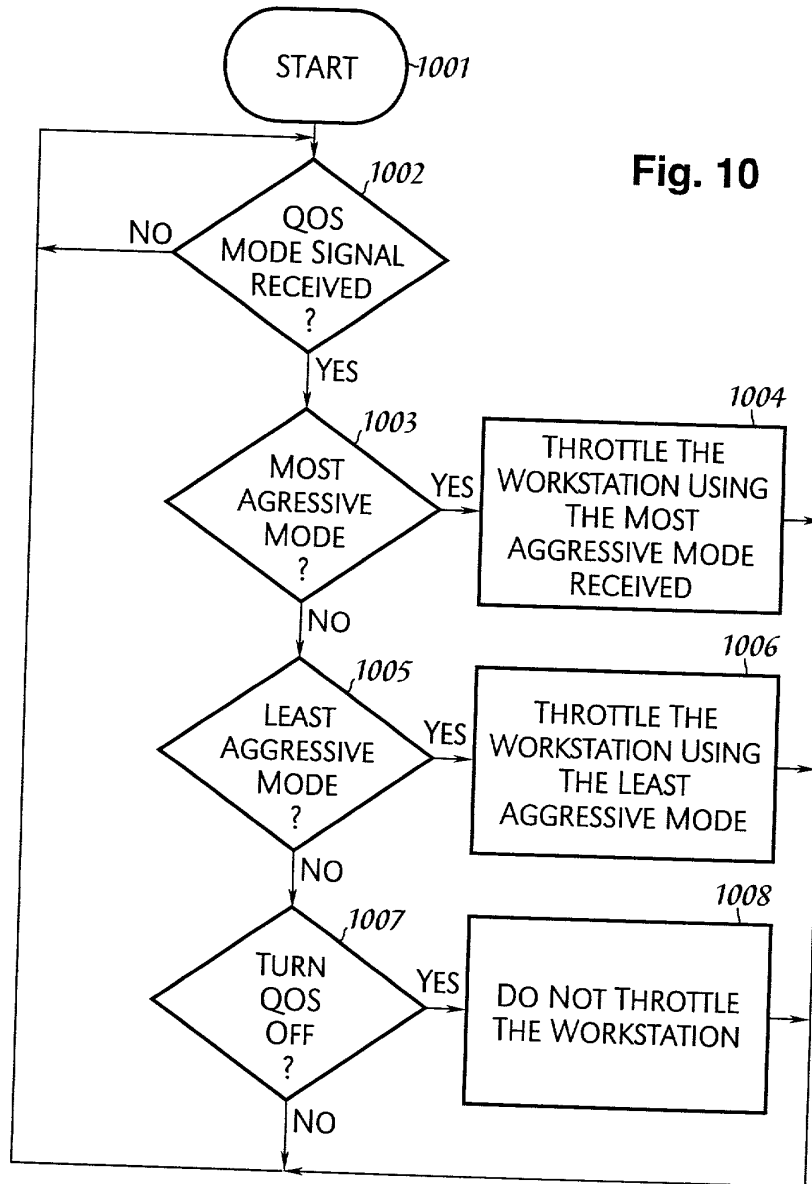 START
1001
Fig. 10
1002
QOS
MODE SIGNAL
RECEIVED
?
NO
YES
1003
MOST
AGRESSIVE
MODE
?
YES
1004
THROTTLE THE
WORKSTATION USING
THE MOST
AGGRESSIVE MODE
RECEIVED
NO
1005
LEAST
AGGRESSIVE
MODE
?
YES
1006
THROTTLE THE
WORKSTATION USING
THE LEAST
AGGRESSIVE MODE
NO
1007
TURN
QOS
OFF
?
YES
1008
DO NOT THROTTLE
THE WORKSTATION
NO